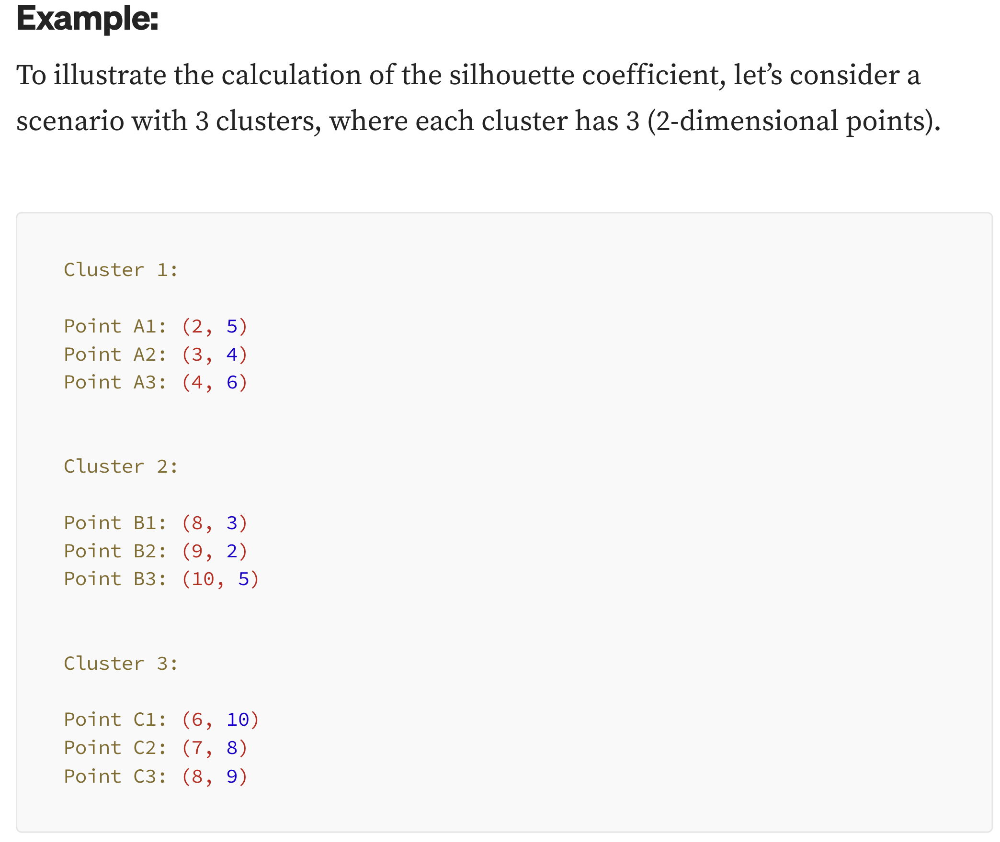 Example:
To illustrate the calculation of the silhouette coefficient, let’s consider a
scenario with 3 clusters, where each cluster has 3 (2-dimensional points).
Cluster 1:
Point A1: (2, 5)
Point A2: (3, 4)
Point A3: (4, 6)
Cluster 2:
Point B1: (8, 3)
Point B2: (9, 2)
Point B3: (10, 5)
Cluster 3:
Point C1: (6, 10)
Point C2: (7, 8)
Point C3: (8, 9)